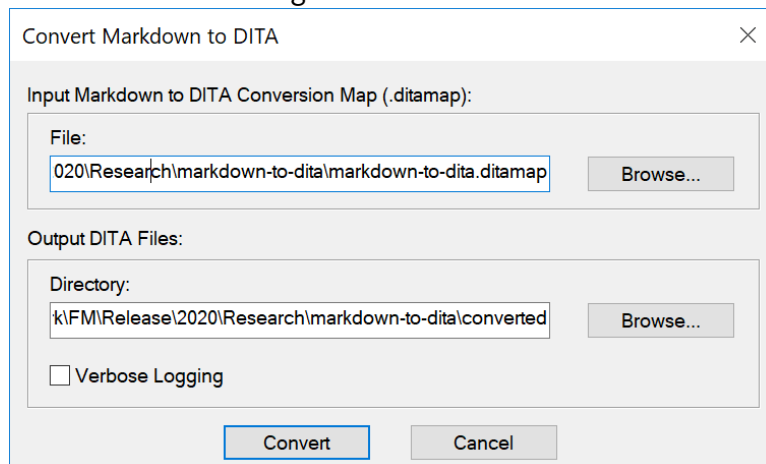 Convert Markdown to DITA
Input Markdown to DITA Conversion Map (.ditamap):
File:
020\Research\markdown-to-dita\markdown-to-dita.ditamap
Browse...
Output DITA Files:
Directory:
k\FM\Release\2020\Research\markdown-to-dita\converted
Browse...
Verbose Logging
Convert
Cancel